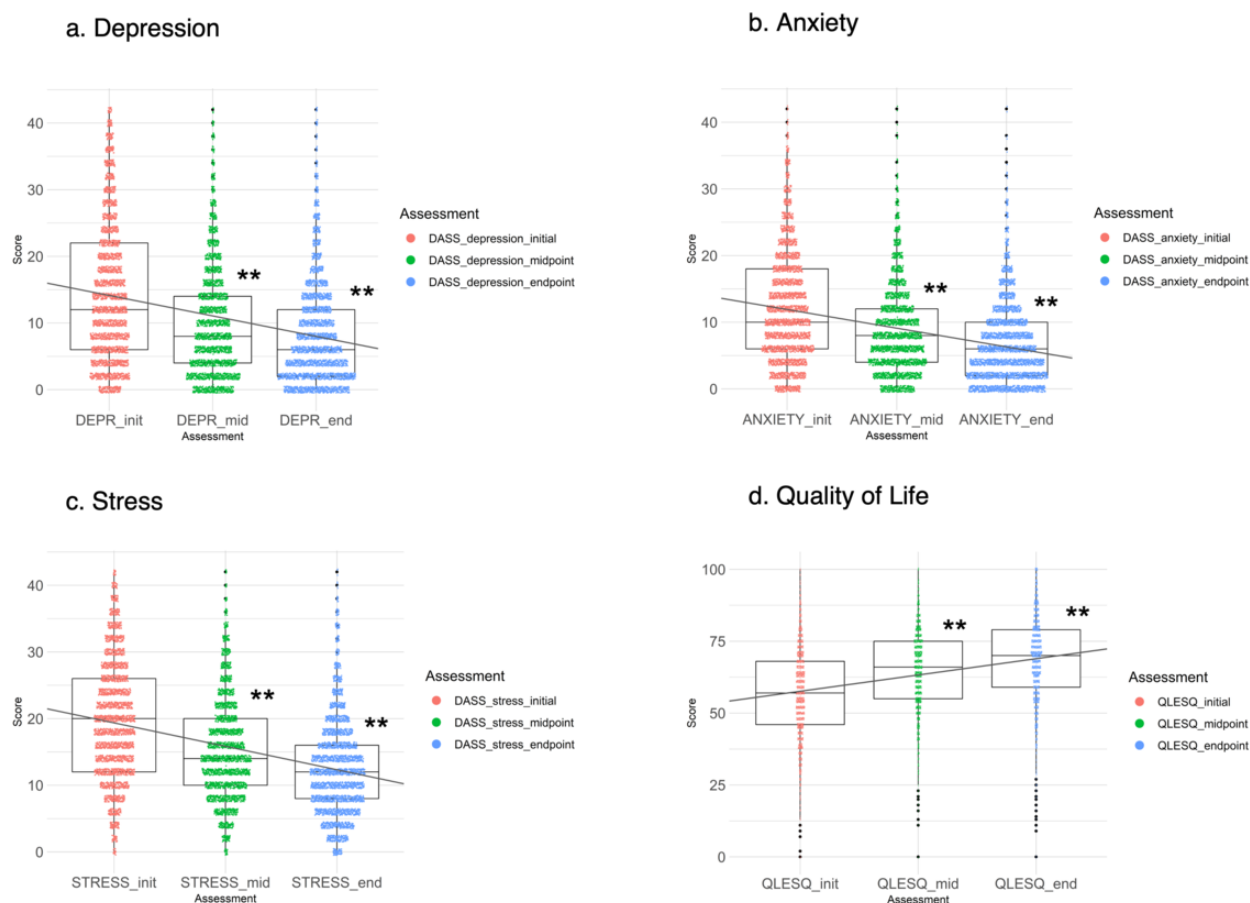 a. Depression
40
30
20
10
0
Score
**
**
DEPR_init DEPR_mid DEPR_end
Assessment
Assessment
DASS_depression_initial
DASS_depression_midpoint
DASS_depression_endpoint
b. Anxiety
40
30
20
10
0
Score
**
**
ANXIETY_init ANXIETY_mid ANXIETY_end
Assessment
Assessment
DASS_anxiety_initial
DASS_anxiety_midpoint
DASS_anxiety_endpoint
c. Stress
40
30
20
10
0
Score
**
**
STRESS_init STRESS_mid STRESS_end
Assessment
Assessment
DASS_stress_initial
DASS_stress_midpoint
DASS_stress_endpoint
d. Quality of Life
100
75
50
25
0
Score
**
**
QLESQ_init QLESQ_mid QLESQ_end
Assessment
Assessment
QLESQ_initial
QLESQ_midpoint
QLESQ_endpoint